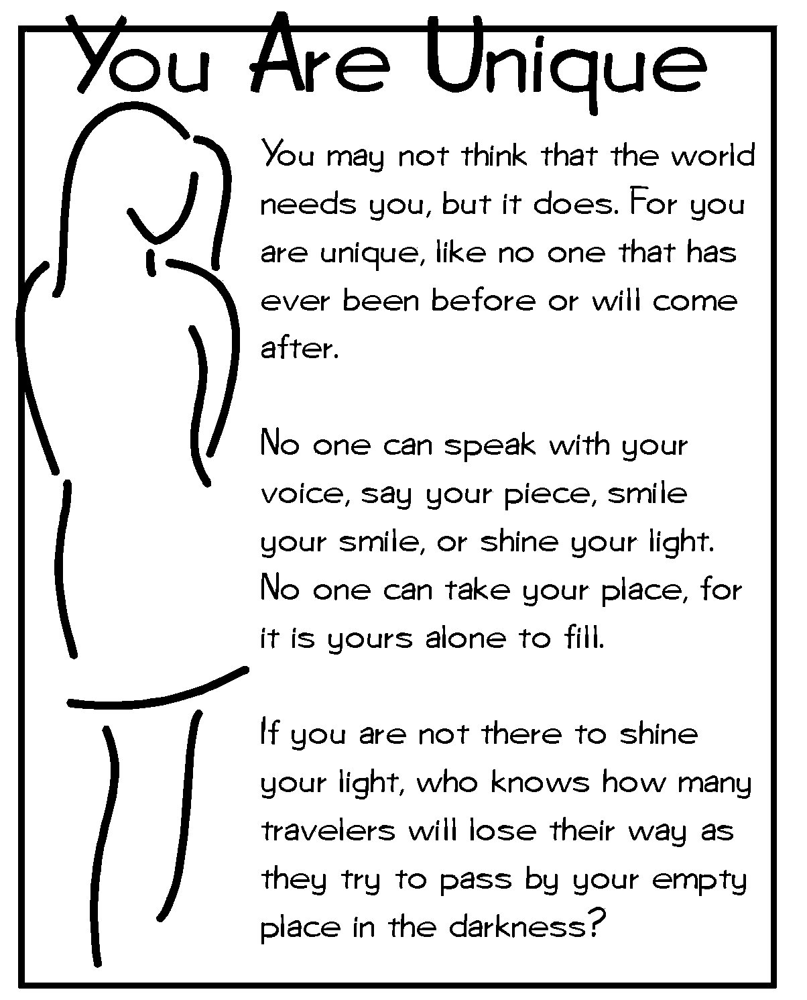 You Are Unique
You may not think that the world
needs you, but it does. For you
are unique, like no one that has
ever been before or will come
after.
No one can speak with your
voice, say your piece, smile
your smile, or shine your light.
No one can take your place, for
it is yours alone to fill.
If you are not there to shine
your light, who knows how many
travelers will lose their way as
they try to pass by your empty
place in the darkness?